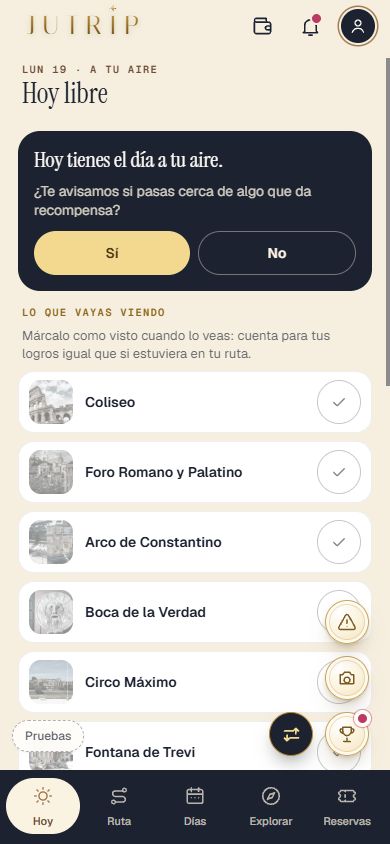 JUTRIP
LUN 19 · A TU AIRE
Hoy libre
Hoy tienes el día a tu aire.
¿Te avisamos si pasas cerca de algo que da
recompensa?
Sí
No
LO QUE VAYAS VIENDO
Márcalo como visto cuando lo veas: cuenta para tus
logros igual que si estuviera en tu ruta.
Coliseo
Foro Romano y Palatino
Arco de Constantino
Boca de la Verdad
Circo Máximo
Pruebas
Fontana de Trevi
Hoy
Ruta
Días
Explorar
Reservas